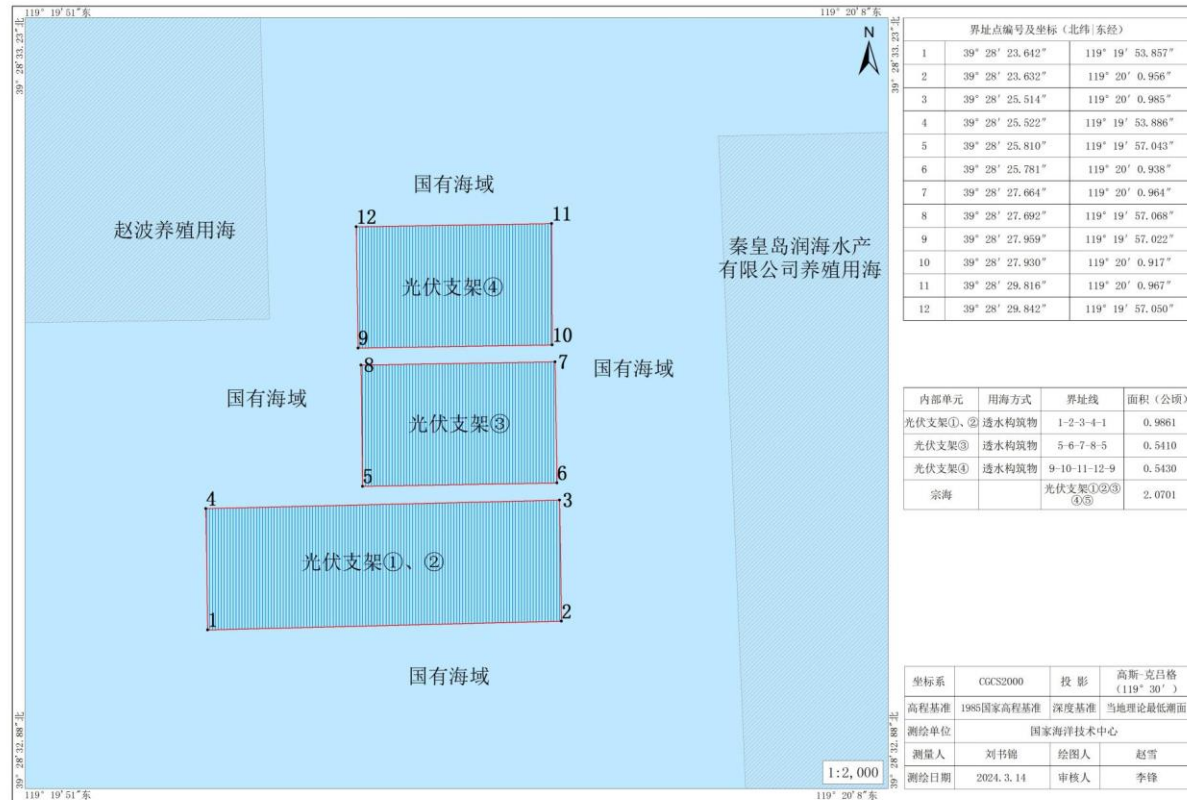 119° 19′ 51″东
119° 20′ 8″东
39° 28′ 33.23″北
39° 28′ 33.23″北
N
国有海域
赵波养殖用海
秦皇岛润海水产
有限公司养殖用海
12
11
光伏支架④
9
10
8
7
国有海域
国有海域
光伏支架③
5
6
4
3
光伏支架①、②
1
2
国有海域
39° 28′ 32.88″北
39° 28′ 32.88″北
1:2,000
119° 19′ 51″东
119° 20′ 8″东
界址点编号及坐标（北纬|东经）
1 39° 28′ 23.642″ 119° 19′ 53.857″
2 39° 28′ 23.632″ 119° 20′ 0.956″
3 39° 28′ 25.514″ 119° 20′ 0.985″
4 39° 28′ 25.522″ 119° 19′ 53.886″
5 39° 28′ 25.810″ 119° 19′ 57.043″
6 39° 28′ 25.781″ 119° 20′ 0.938″
7 39° 28′ 27.664″ 119° 20′ 0.964″
8 39° 28′ 27.692″ 119° 19′ 57.068″
9 39° 28′ 27.959″ 119° 19′ 57.022″
10 39° 28′ 27.930″ 119° 20′ 0.917″
11 39° 28′ 29.816″ 119° 20′ 0.967″
12 39° 28′ 29.842″ 119° 19′ 57.050″
内部单元 用海方式 界址线 面积（公顷）
光伏支架①、② 透水构筑物 1-2-3-4-1 0.9861
光伏支架③ 透水构筑物 5-6-7-8-5 0.5410
光伏支架④ 透水构筑物 9-10-11-12-9 0.5430
宗海 光伏支架①②③
④⑤ 2.0701
坐标系 CGCS2000 投 影 高斯-克吕格
（119° 30′）
高程基准 1985国家高程基准 深度基准 当地理论最低潮面
测绘单位 国家海洋技术中心
测量人 刘书锦 绘图人 赵雪
测绘日期 2024.3.14 审核人 李锋